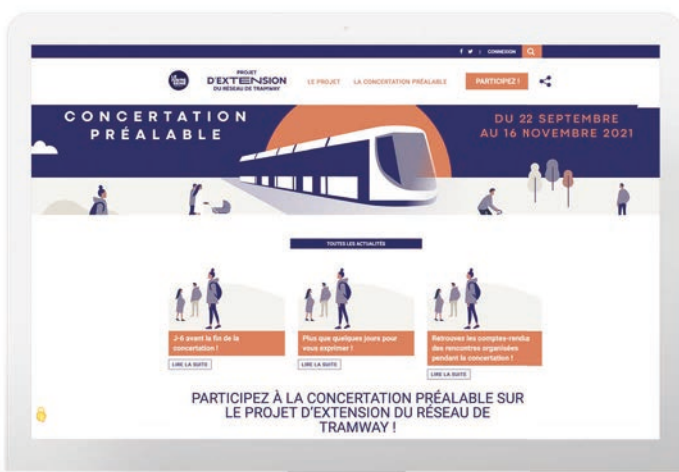 CONNEXION
PROJET
D'EXTENSION
DU RÉSEAU DE TRAMWAY
LE PROJET LA CONCERTATION PRÉALABLE PARTICIPEZ !
CONCERTATION
PRÉALABLE
DU 22 SEPTEMBRE
AU 16 NOVEMBRE 2021
TOUTES LES ACTUALITÉS
J-6 avant la fin de la
concertation !
LIRE LA SUITE
Plus que quelques jours pour
vous exprimer !
LIRE LA SUITE
Retrouvez les comptes-rendus
des rencontres organisées
pendant la concertation !
LIRE LA SUITE
PARTICIPEZ À LA CONCERTATION PRÉALABLE SUR
LE PROJET D'EXTENSION DU RÉSEAU DE
TRAMWAY !